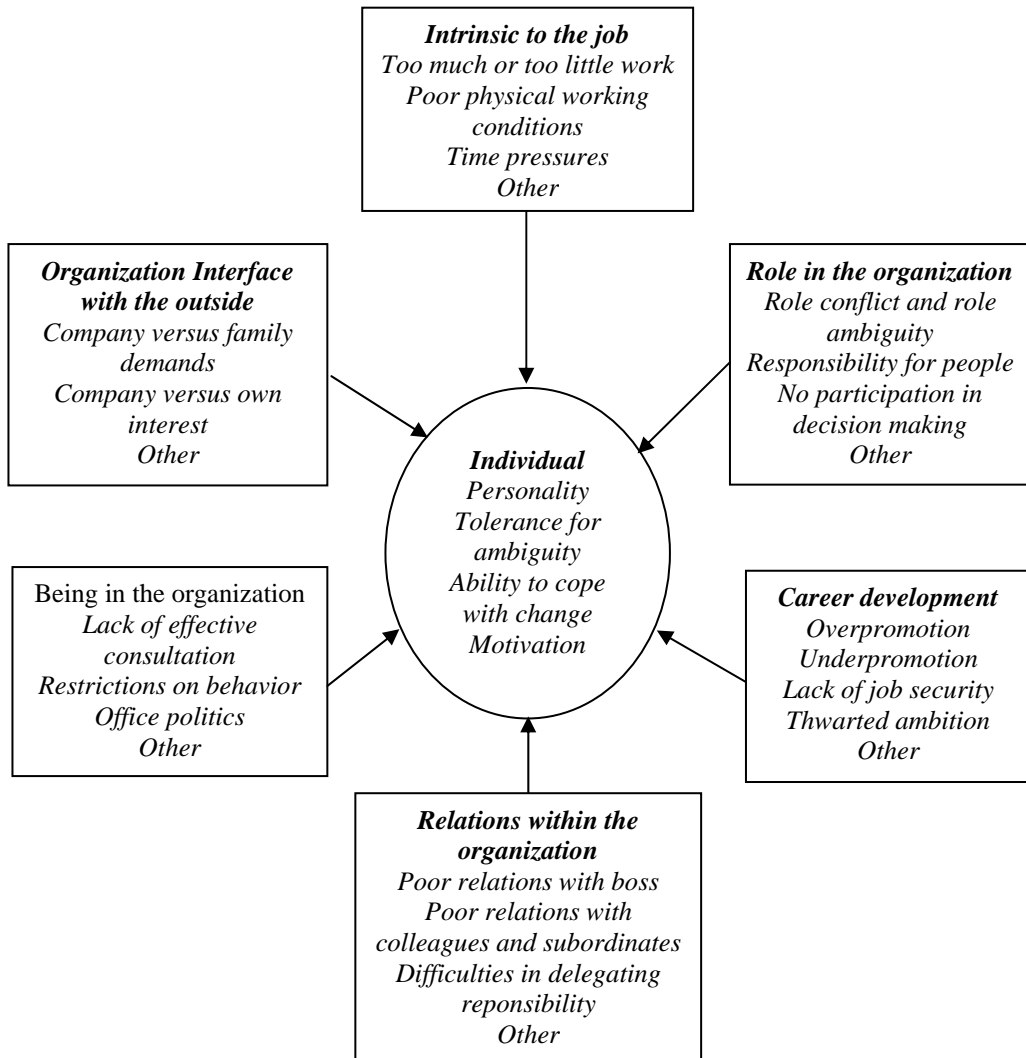 Intrinsic to the job
Too much or too little work
Poor physical working
conditions
Time pressures
Other
Organization Interface
with the outside
Company versus family
demands
Company versus own
interest
Other
Role in the organization
Role conflict and role
ambiguity
Responsibility for people
No participation in
decision making
Other
Individual
Personality
Tolerance for
ambiguity
Ability to cope
with change
Motivation
Being in the organization
Lack of effective
consultation
Restrictions on behavior
Office politics
Other
Career development
Overpromotion
Underpromotion
Lack of job security
Thwarted ambition
Other
Relations within the
organization
Poor relations with boss
Poor relations with
colleagues and subordinates
Difficulties in delegating
reponsibility
Other